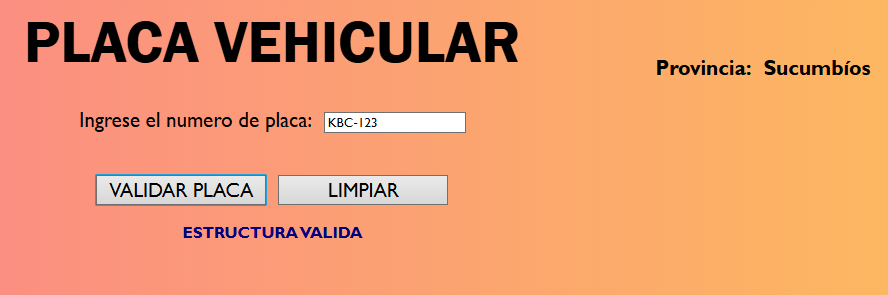 PLACA VEHICULAR
Provincia: Sucumbíos
Ingrese el numero de placa: KBC-123
VALIDAR PLACA LIMPIAR
ESTRUCTURA VALIDA